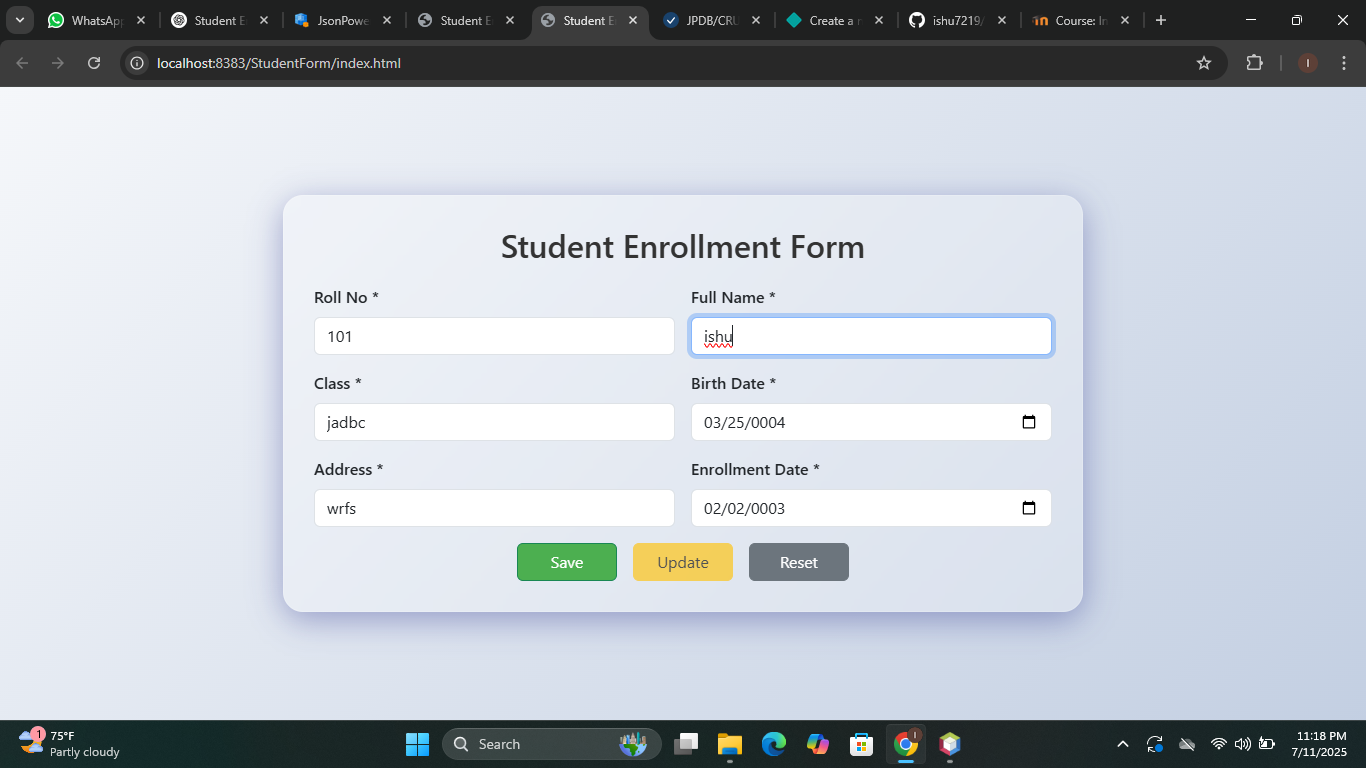 WhatsApp
Student E
JsonPowe
Student E
Student E
JPDB/CRU
Create a r
ishu7219/
Course: In
localhost:8383/StudentForm/index.html
I
Student Enrollment Form
Roll No *
Full Name *
101
ishu
Class *
Birth Date *
jadbc
03/25/0004
Address *
Enrollment Date *
wrfs
02/02/0003
Save
Update
Reset
1
75°F
Partly cloudy
Search
I
11:18 PM
7/11/2025